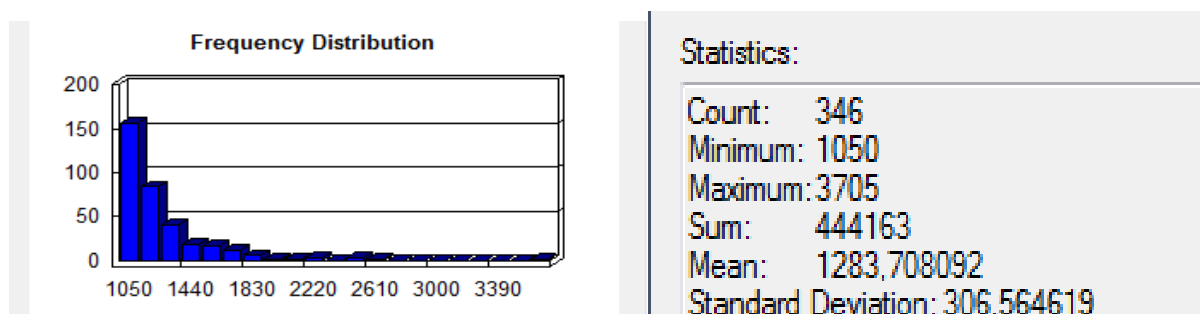 Frequency Distribution
200
150
100
50
0
1050 1440 1830 2220 2610 3000 3390
Statistics:
Count: 346
Minimum: 1050
Maximum: 3705
Sum: 444163
Mean: 1283,708092
Standard Deviation: 306,564619